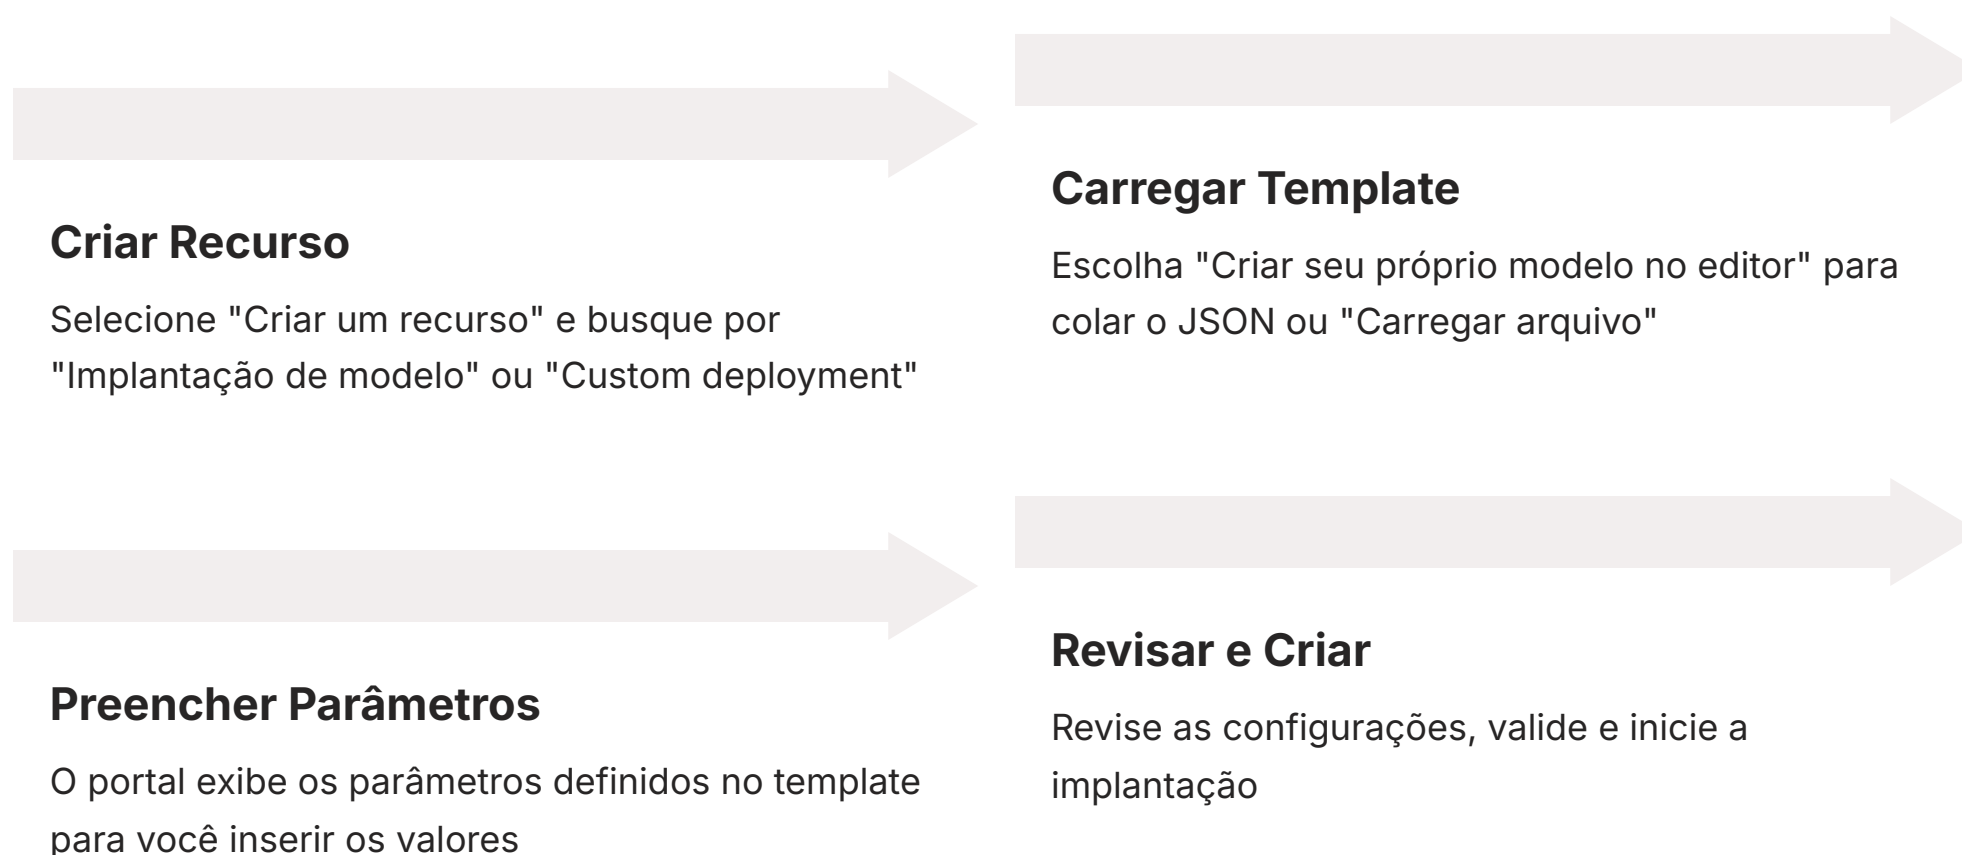 Criar Recurso
Selecione "Criar um recurso" e busque por
"Implantação de modelo" ou "Custom deployment"
Carregar Template
Escolha "Criar seu próprio modelo no editor" para
colar o JSON ou "Carregar arquivo"
Preencher Parâmetros
O portal exibe os parâmetros definidos no template
para você inserir os valores
Revisar e Criar
Revise as configurações, valide e inicie a
implantação